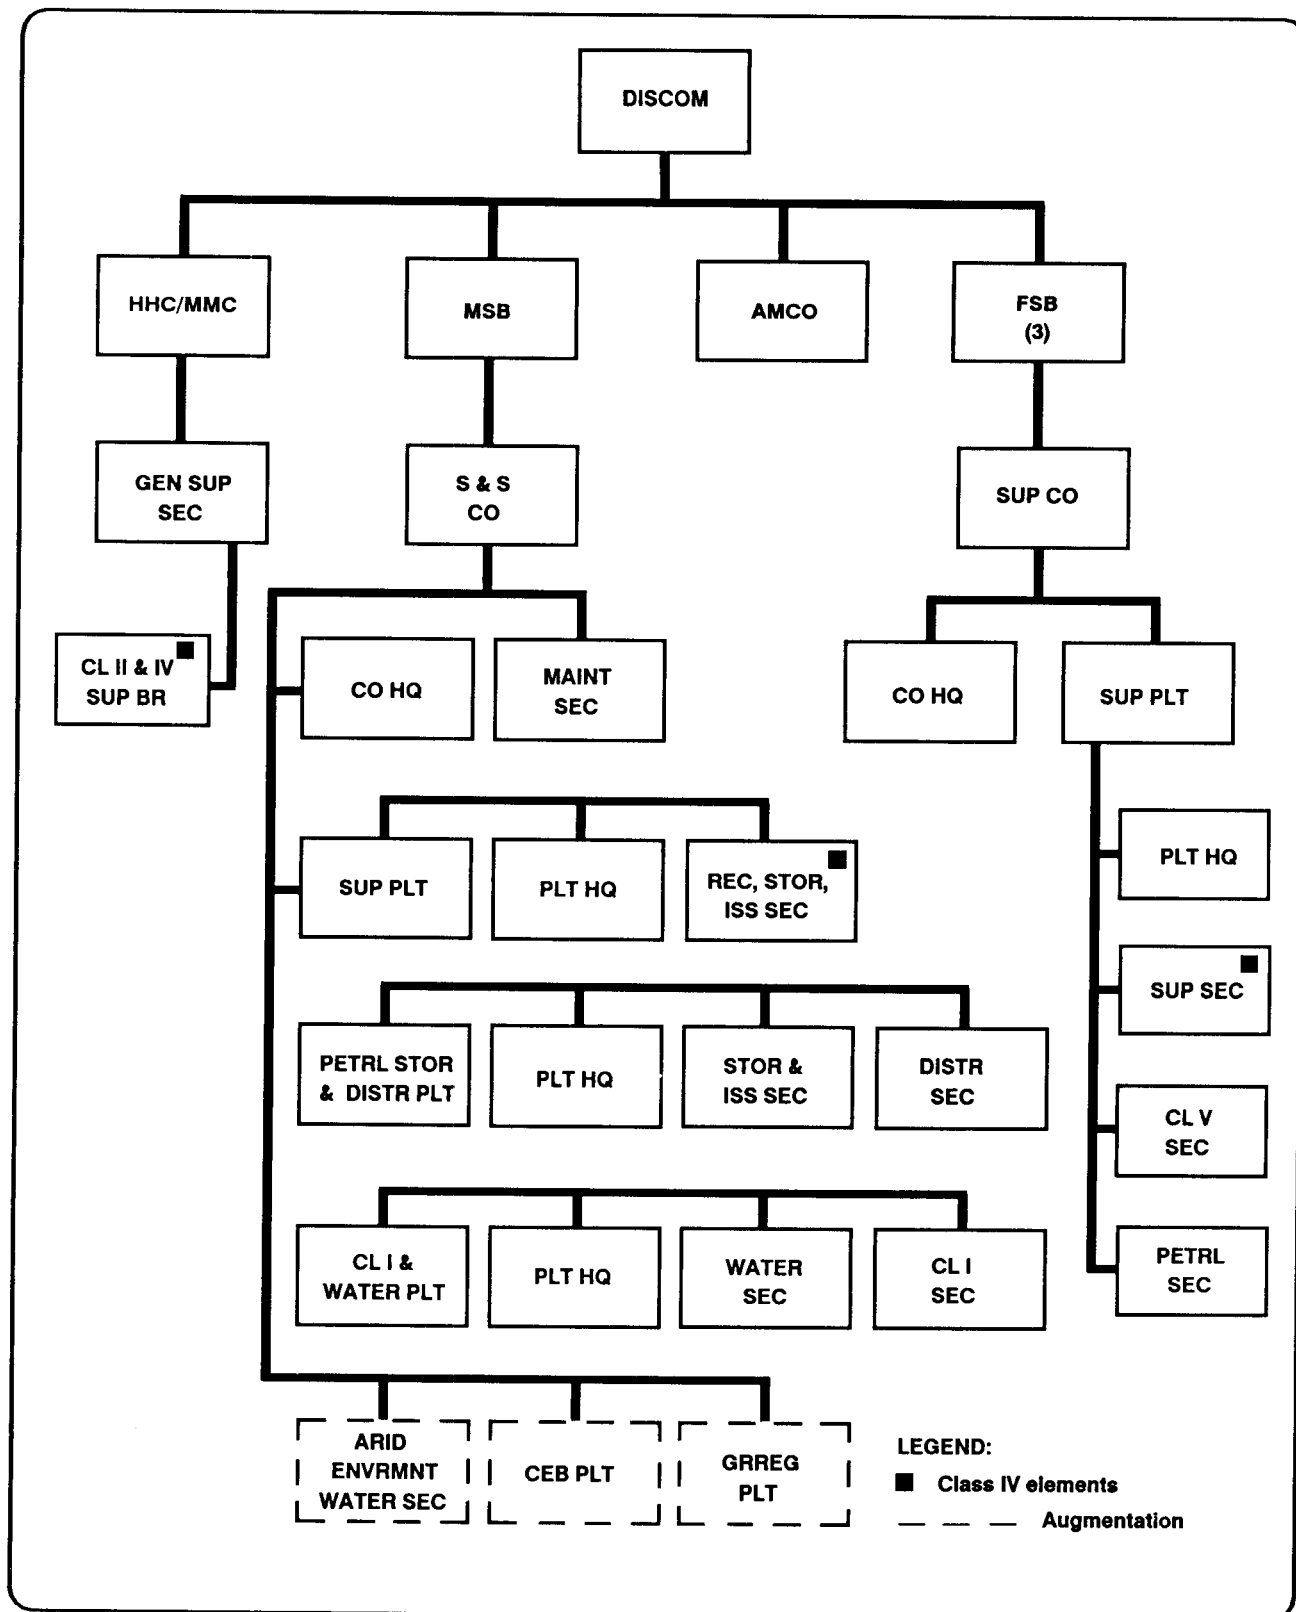 DISCOM
HHC/MMC
MSB
AMCO
FSB
(3)
GEN SUP
SEC
S & S
CO
SUP CO
CL II & IV
SUP BR
CO HQ
MAINT
SEC
CO HQ
SUP PLT
SUP PLT
PLT HQ
REC, STOR,
ISS SEC
PLT HQ
SUP SEC
PETRL STOR
& DISTR PLT
PLT HQ
STOR &
ISS SEC
DISTR
SEC
CL V
SEC
CL I &
WATER PLT
PLT HQ
WATER
SEC
CL I
SEC
PETRL
SEC
ARID
ENVRMNT
WATER SEC
CEB PLT
GRREG
PLT
LEGEND:
Class IV elements
Augmentation